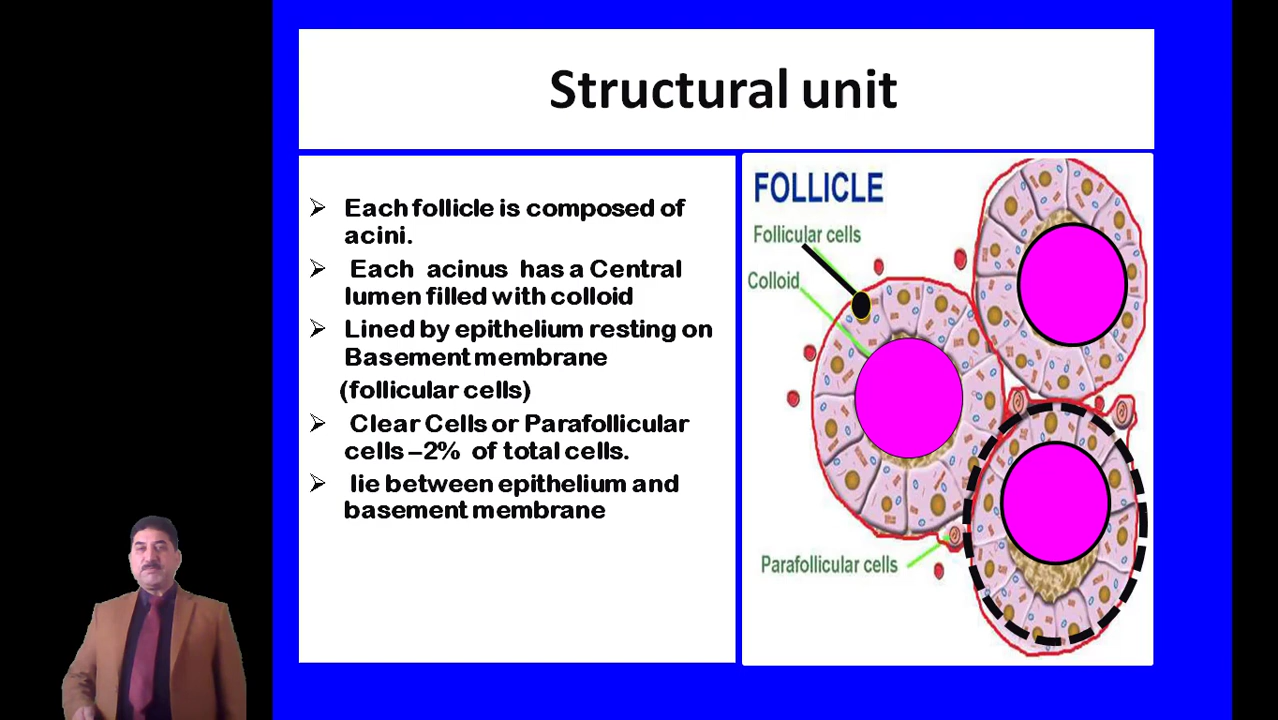 Structural unit
Each follicle is composed of
acini.
Each acinus has a Central
lumen filled with colloid
Lined by epithelium resting on
Basement membrane
(follicular cells)
Clear Cells or Parafollicular
cells –2% of total cells.
lie between epithelium and
basement membrane
FOLLICLE
Follicular cells
Colloid
Parafollicular cells